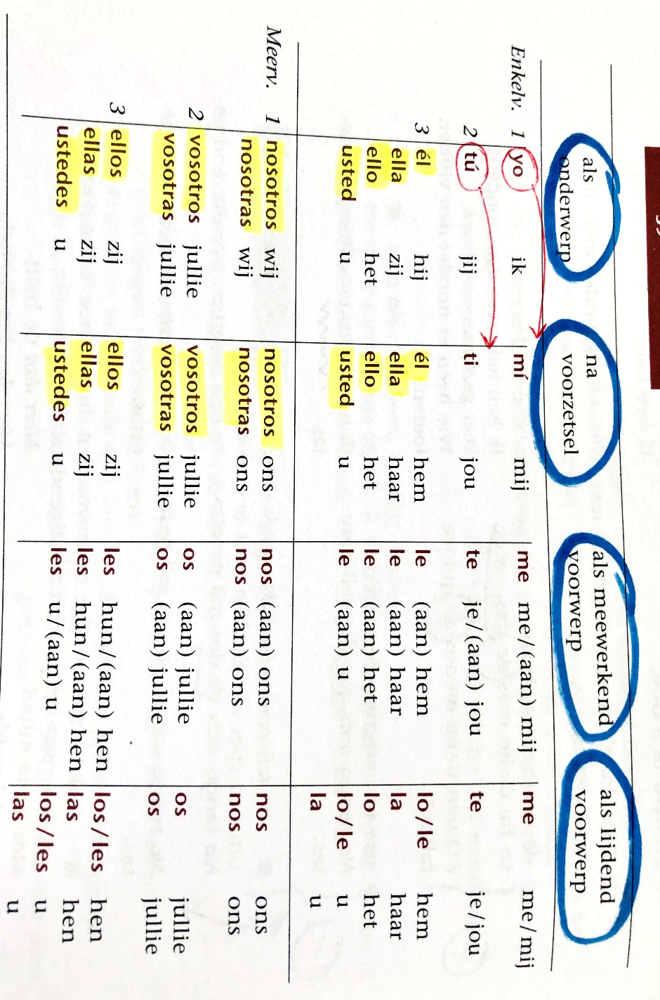 als na als meewerkend als lijdend
onderwerp voorzetsel voorwerp voorwerp
Enkelv. 1 yo ik mí mij me me/(aan) mij me me/mij
2 tú jij ti jou te je/(aan) jou te je/jou
3 él hij él hem le (aan) hem lo/le hem
ella zij ella haar le (aan) haar la haar
ello het ello het le (aan) het lo het
usted u usted u le (aan) u lo/le u
la u
Meerv. 1 nosotros wij nosotros ons nos (aan) ons nos ons
nosotras wij nosotras ons nos (aan) ons nos ons
2 vosotros jullie vosotros jullie os (aan) jullie os jullie
vosotras jullie vosotras jullie os (aan) jullie os jullie
3 ellos zij ellos zij les hun/(aan) hen los/les hen
ellas zij ellas zij les hun/(aan) hen las hen
ustedes u ustedes u les u/(aan) u los/les u
las u